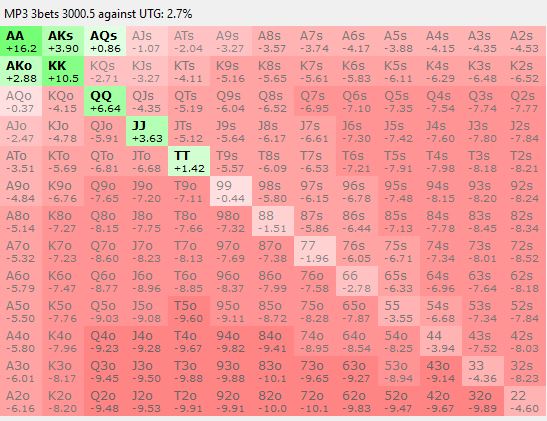 MP3 3bets 3000.5 against UTG: 2.7%
AA AKs AQs AJs ATs A9s A8s A7s A6s A5s A4s A3s A2s
+16.2 +3.90 +0.86 -1.07 -2.04 -3.27 -3.57 -3.74 -4.17 -3.88 -4.15 -4.35 -4.53
AKo KK KQs KJs KTs K9s K8s K7s K6s K5s K4s K3s K2s
+2.88 +10.5 -2.71 -3.27 -4.11 -5.16 -5.65 -5.61 -5.83 -6.11 -6.29 -6.48 -6.52
AQo KQo QQ QJs QTs Q9s Q8s Q7s Q6s Q5s Q4s Q3s Q2s
-0.37 -4.15 +6.64 -4.35 -5.19 -6.04 -6.52 -6.95 -7.10 -7.35 -7.54 -7.74 -7.77
AJo KJo QJo JJ JTs J9s J8s J7s J6s J5s J4s J3s J2s
-2.47 -4.78 -5.91 +3.63 -5.12 -5.64 -6.17 -6.61 -7.30 -7.42 -7.60 -7.80 -7.84
ATo KTo QTo JTo TT T9s T8s T7s T6s T5s T4s T3s T2s
-3.51 -5.69 -6.81 -6.68 +1.42 -5.57 -6.09 -6.53 -7.21 -7.91 -7.98 -8.18 -8.21
A9o K9o Q9o J9o T9o 99 98s 97s 96s 95s 94s 93s 92s
-4.84 -6.76 -7.65 -7.20 -7.11 -0.44 -5.80 -6.15 -6.78 -7.48 -8.15 -8.20 -8.24
A8o K8o Q8o J8o T8o 98o 88 87s 86s 85s 84s 83s 82s
-5.14 -7.27 -8.15 -7.75 -7.66 -7.32 -1.51 -5.86 -6.44 -7.13 -7.78 -8.45 -8.34
A7o K7o Q7o J7o T7o 97o 87o 77 76s 75s 74s 73s 72s
-5.32 -7.23 -8.60 -8.24 -8.13 -7.69 -7.38 -1.96 -6.05 -6.71 -7.34 -8.01 -8.52
A6o K6o Q6o J6o T6o 96o 86o 76o 66 65s 64s 63s 62s
-5.79 -7.47 -8.77 -8.96 -8.85 -8.37 -7.99 -7.58 -2.78 -6.33 -6.96 -7.64 -8.18
A5o K5o Q5o J5o T5o 95o 85o 75o 65o 55 54s 53s 52s
-5.50 -7.76 -9.03 -9.08 -9.60 -9.11 -8.72 -8.28 -7.87 -3.55 -6.68 -7.34 -7.84
A4o K4o Q4o J4o T4o 94o 84o 74o 64o 54o 44 43s 42s
-5.80 -7.96 -9.23 -9.28 -9.67 -9.82 -9.41 -8.95 -8.54 -8.25 -3.94 -7.52 -8.03
A3o K3o Q3o J3o T3o 93o 83o 73o 63o 53o 43o 33 32s
-6.01 -8.17 -9.45 -9.50 -9.88 -9.88 -10.1 -9.65 -9.27 -8.94 -9.14 -4.36 -8.23
A2o K2o Q2o J2o T2o 92o 82o 72o 62o 52o 42o 32o 22
-6.16 -8.20 -9.48 -9.53 -9.91 -9.91 -10.0 -10.1 -9.83 -9.47 -9.67 -9.89 -4.60